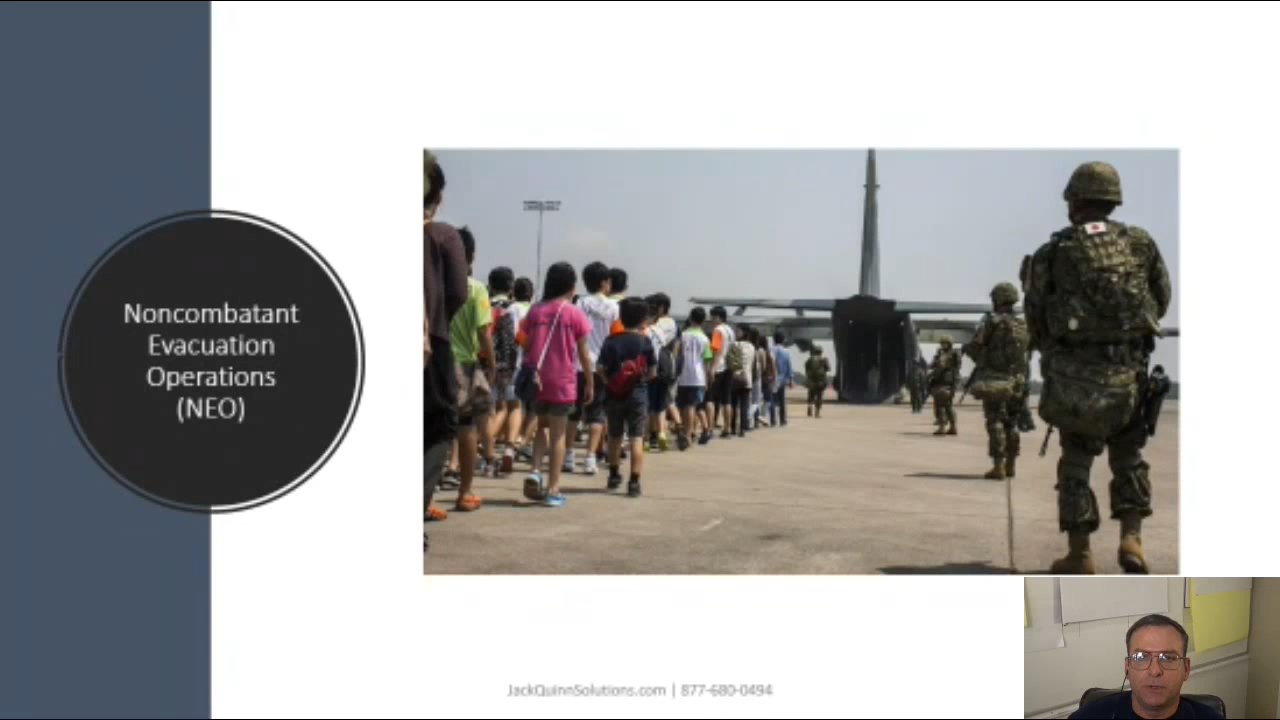 Noncombatant
Evacuation
Operations
(NEO)
JackQuinnSolutions.com | 877-680-0494